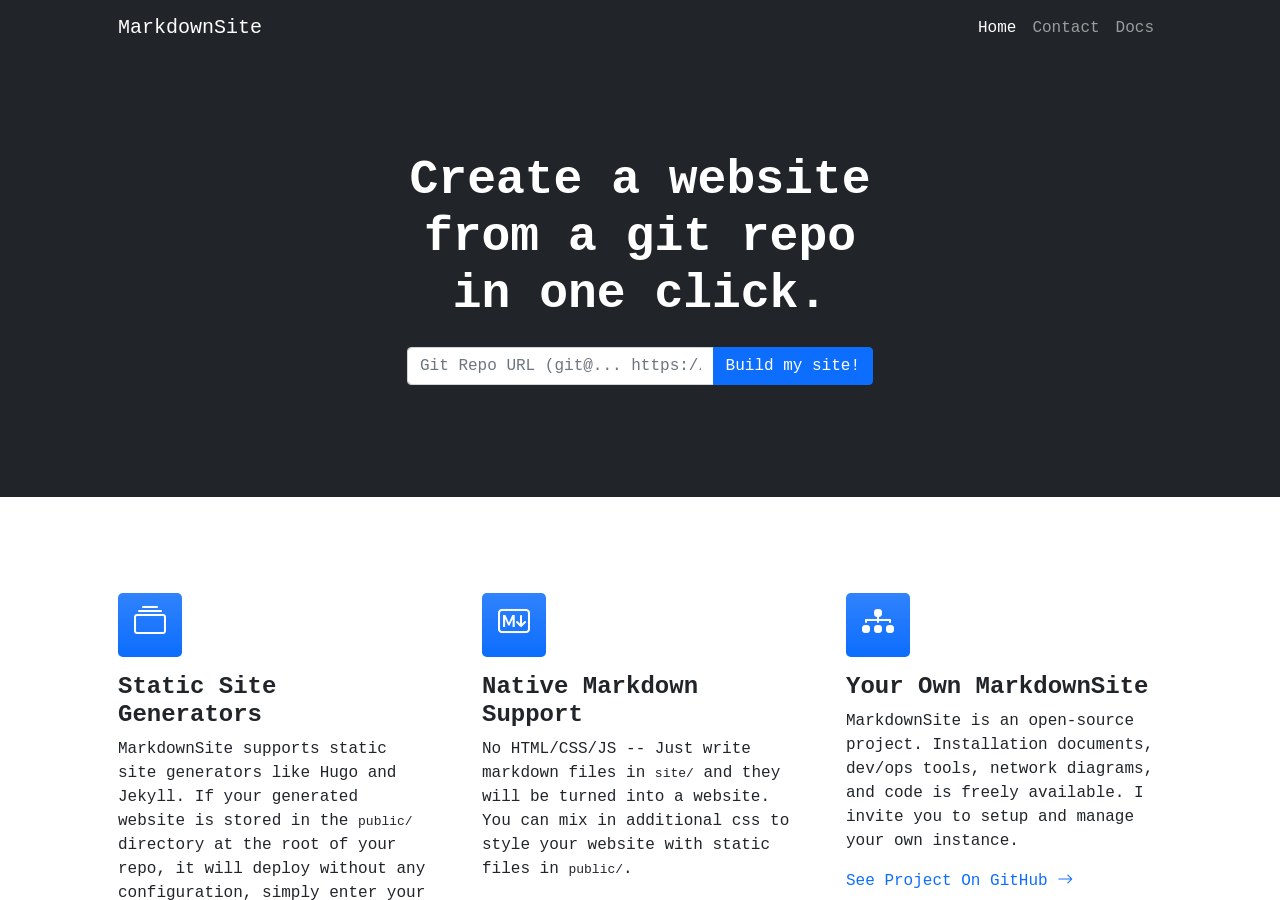 MarkdownSite
Home Contact Docs
Create a website
from a git repo
in one click.
Git Repo URL (git@... https:/
Build my site!
M
Static Site
Generators
MarkdownSite supports static
site generators like Hugo and
Jekyll. If your generated
website is stored in the public/
directory at the root of your
repo, it will deploy without any
configuration, simply enter your
Native Markdown
Support
No HTML/CSS/JS -- Just write
markdown files in site/ and they
will be turned into a website.
You can mix in additional css to
style your website with static
files in public/.
Your Own MarkdownSite
MarkdownSite is an open-source
project. Installation documents,
dev/ops tools, network diagrams,
and code is freely available. I
invite you to setup and manage
your own instance.
See Project On GitHub